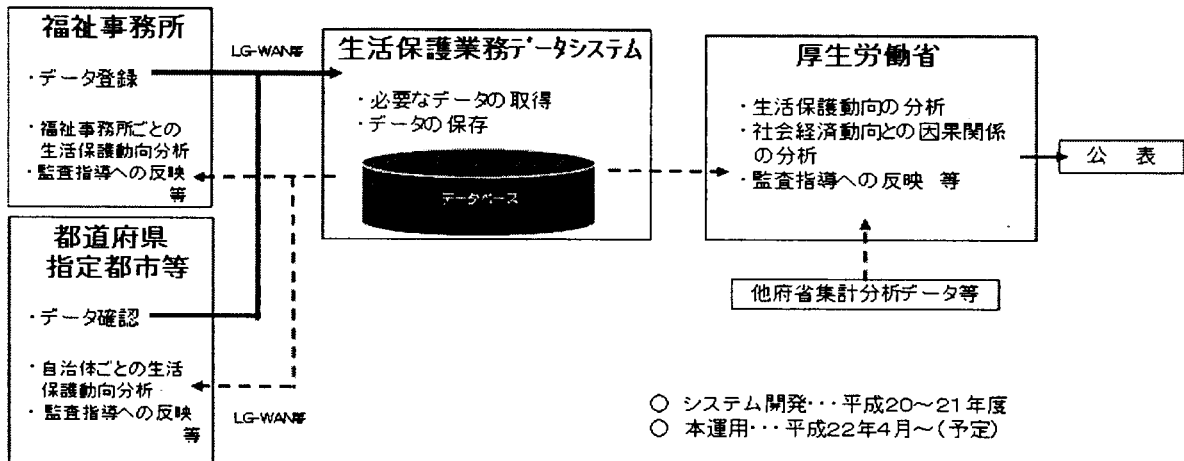 福祉事務所
・データ登録
・福祉事務所ごとの
生活保護動向分析
・監査指導への反映
等
都道府県
指定都市等
・データ確認
・自治体ごとの生活
保護動向分析
・監査指導への反映
等
LG-WAN等
LG-WAN等
生活保護業務データシステム
・必要なデータの取得
・データの保存
データベース
厚生労働省
・生活保護動向の分析
・社会経済動向との因果関係
の分析
・監査指導への反映 等
公 表
他府省集計分析データ等
○ システム開発・・・平成20～21年度
○ 本運用・・・平成22年4月～(予定)